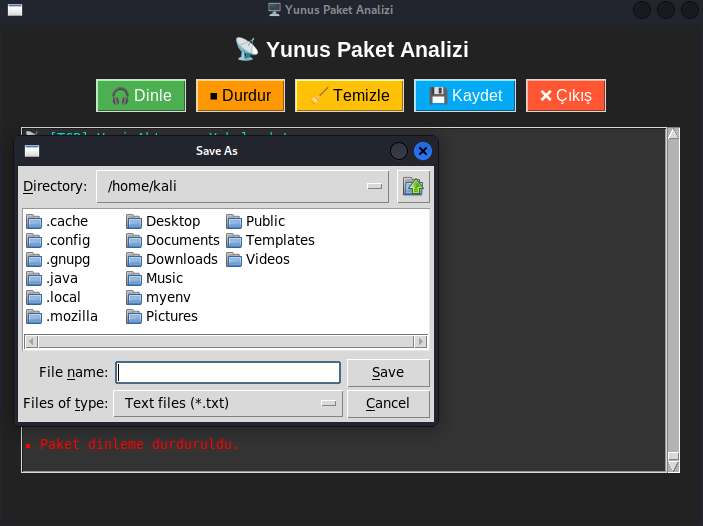 Yunus Paket Analizi
Yunus Paket Analizi
Dinle
Durdur
Temizle
Kaydet
Çıkış
Save As
Directory: /home/kali
.cache Desktop Public
.config Documents Templates
.gnupg Downloads Videos
.java Music
.local myenv
.mozilla Pictures
File name: Save
Files of type: Text files (*.txt) Cancel
Paket dinleme durduruldu.